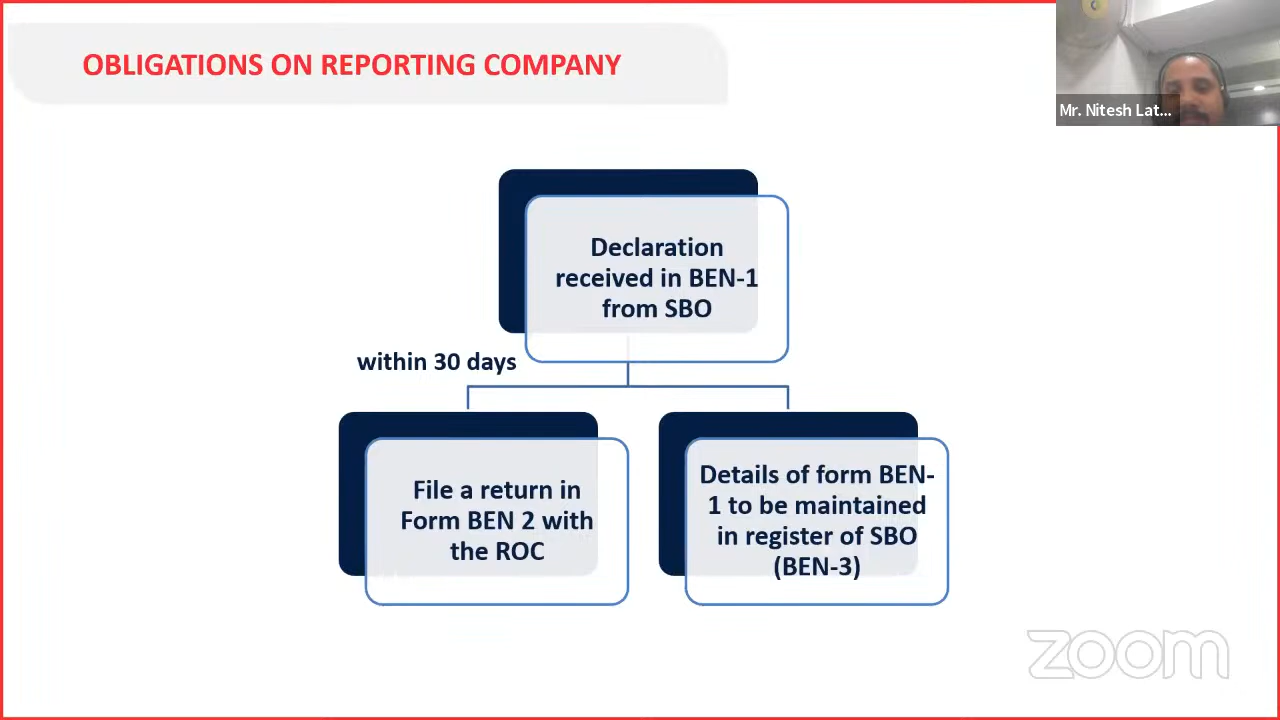 OBLIGATIONS ON REPORTING COMPANY
Mr. Nitesh Lat...
Declaration
received in BEN-1
from SBO
within 30 days
File a return in
Form BEN 2 with
the ROC
Details of form BEN-
1 to be maintained
in register of SBO
(BEN-3)
zoom